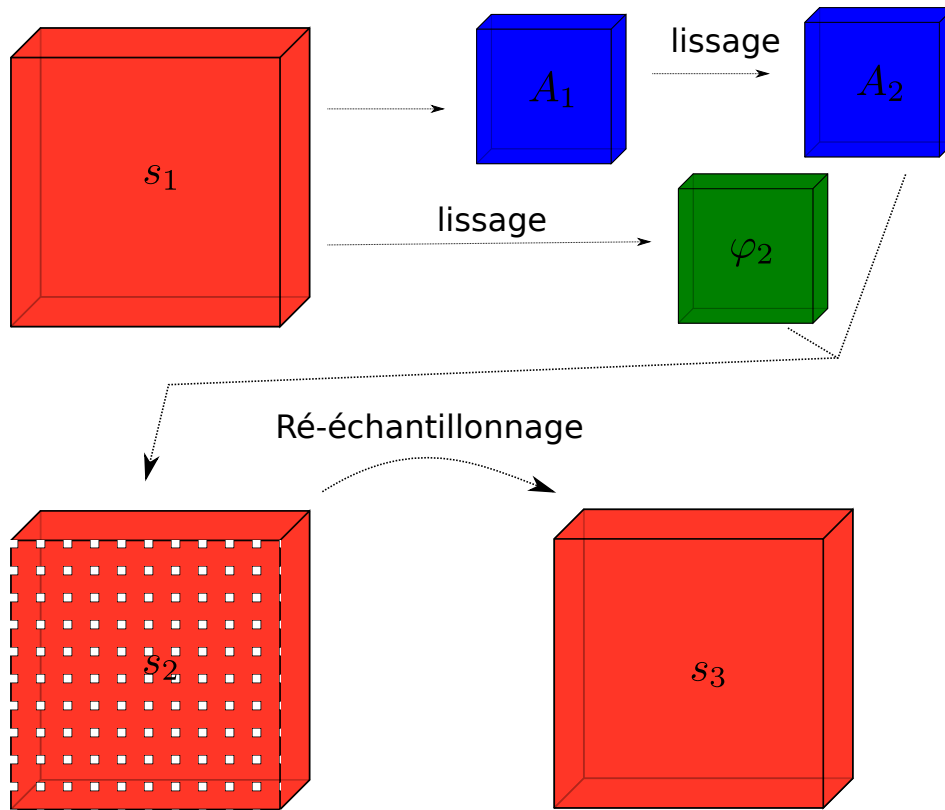 lissage
A₁
A₂
s₁
lissage
φ₂
Ré-échantillonnage
s₂
s₃